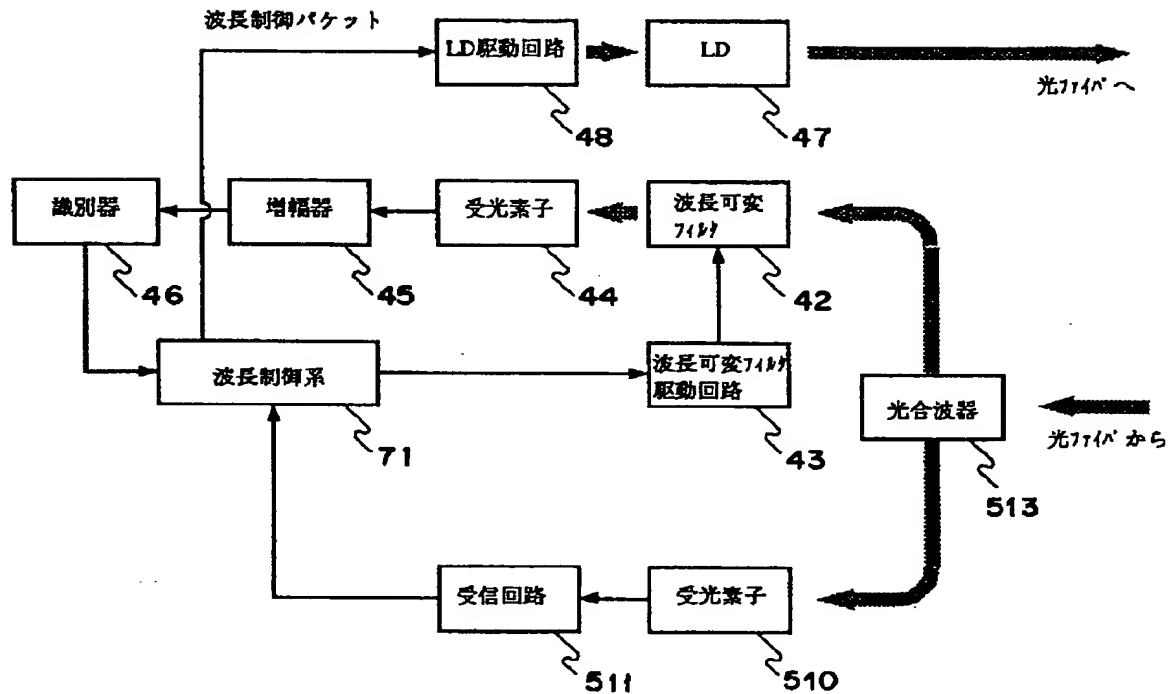 波長制御パケット
LD駆動回路
LD
48
47
光ファイバへ
識別器
増幅器
受光素子
波長可変
フィルタ
46
45
44
42
波長制御系
波長可変フィルタ
駆動回路
光合波器
71
43
光ファイバから
513
受信回路
受光素子
511
510